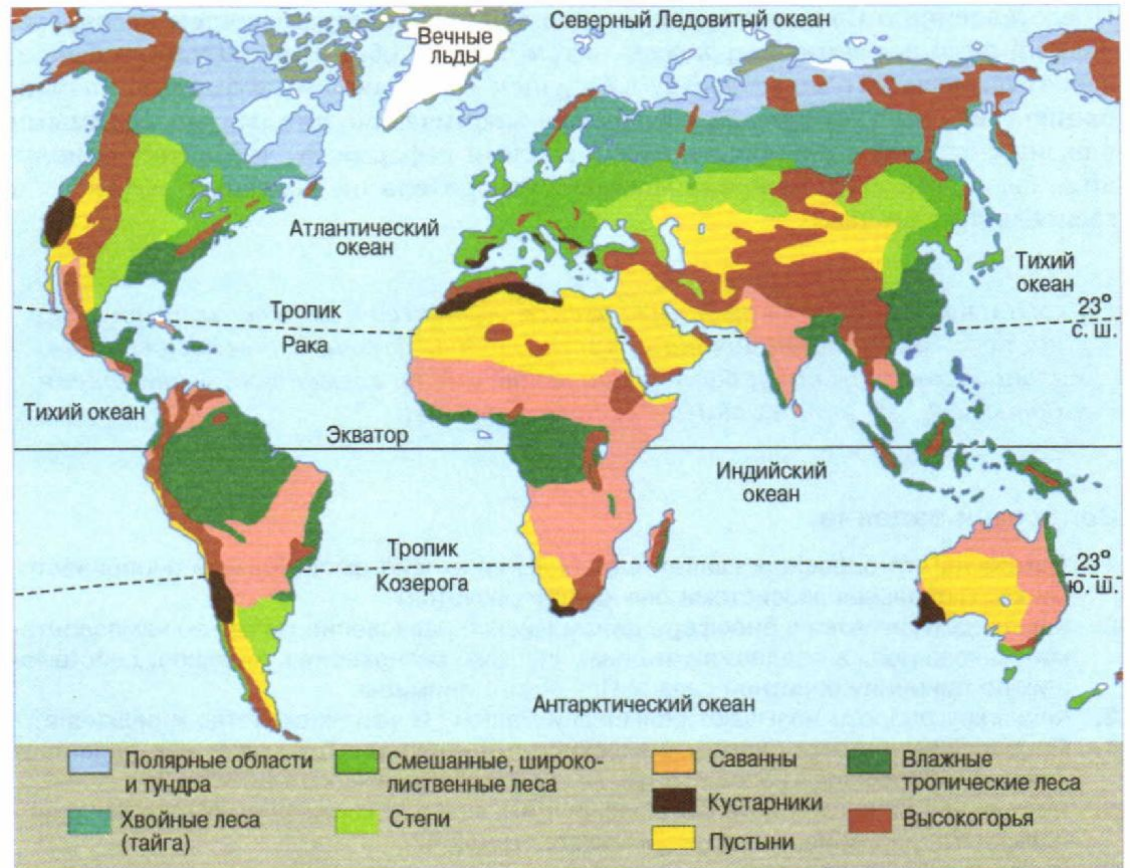 Северный Ледовитый океан
Вечные
льды
Атлантический
океан
Тихий
океан
Тропик
Рака
23°
с. ш.
Тихий океан
Экватор
Индийский
океан
Тропик
Козерога
23°
ю. ш.
Антарктический океан
Полярные области
и тундра
Хвойные леса
(тайга)
Смешанные, широко-
лиственные леса
Степи
Саванны
Кустарники
Пустыни
Влажные
тропические леса
Высокогорья